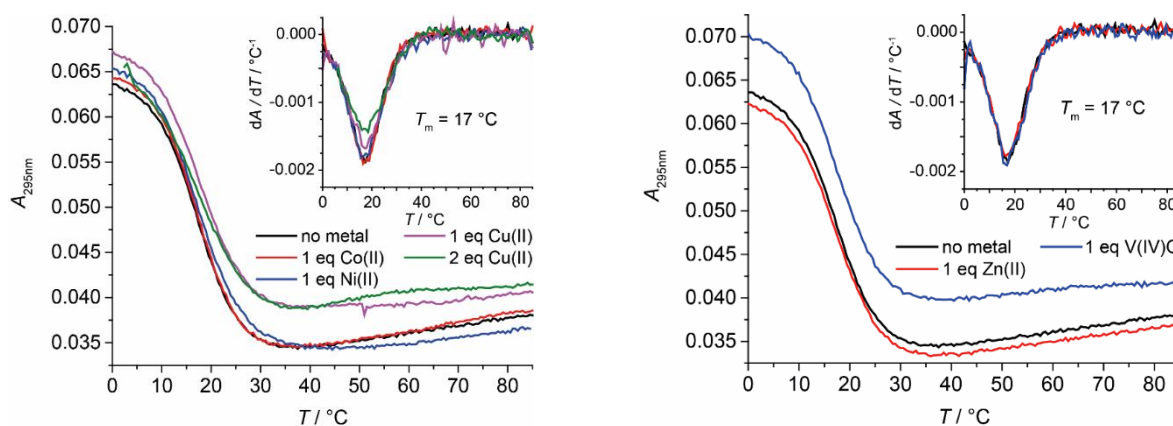 0.070
0.065
0.060
0.055
0.050
0.045
0.040
0.035
A295nm
0 10 20 30 40 50 60 70 80
T / °C
0.000
-0.001
-0.002
dA / dT / °C-1
0 20 40 60 80
T / °C
Tm = 17 °C
no metal
1 eq Co(II)
1 eq Ni(II)
1 eq Cu(II)
2 eq Cu(II)
0.070
0.065
0.060
0.055
0.050
0.045
0.040
0.035
A295nm
0 10 20 30 40 50 60 70 80
T / °C
0.000
-0.001
-0.002
dA / dT / °C-1
0 20 40 60 80
T / °C
Tm = 17 °C
no metal
1 eq Zn(II)
1 eq V(IV)